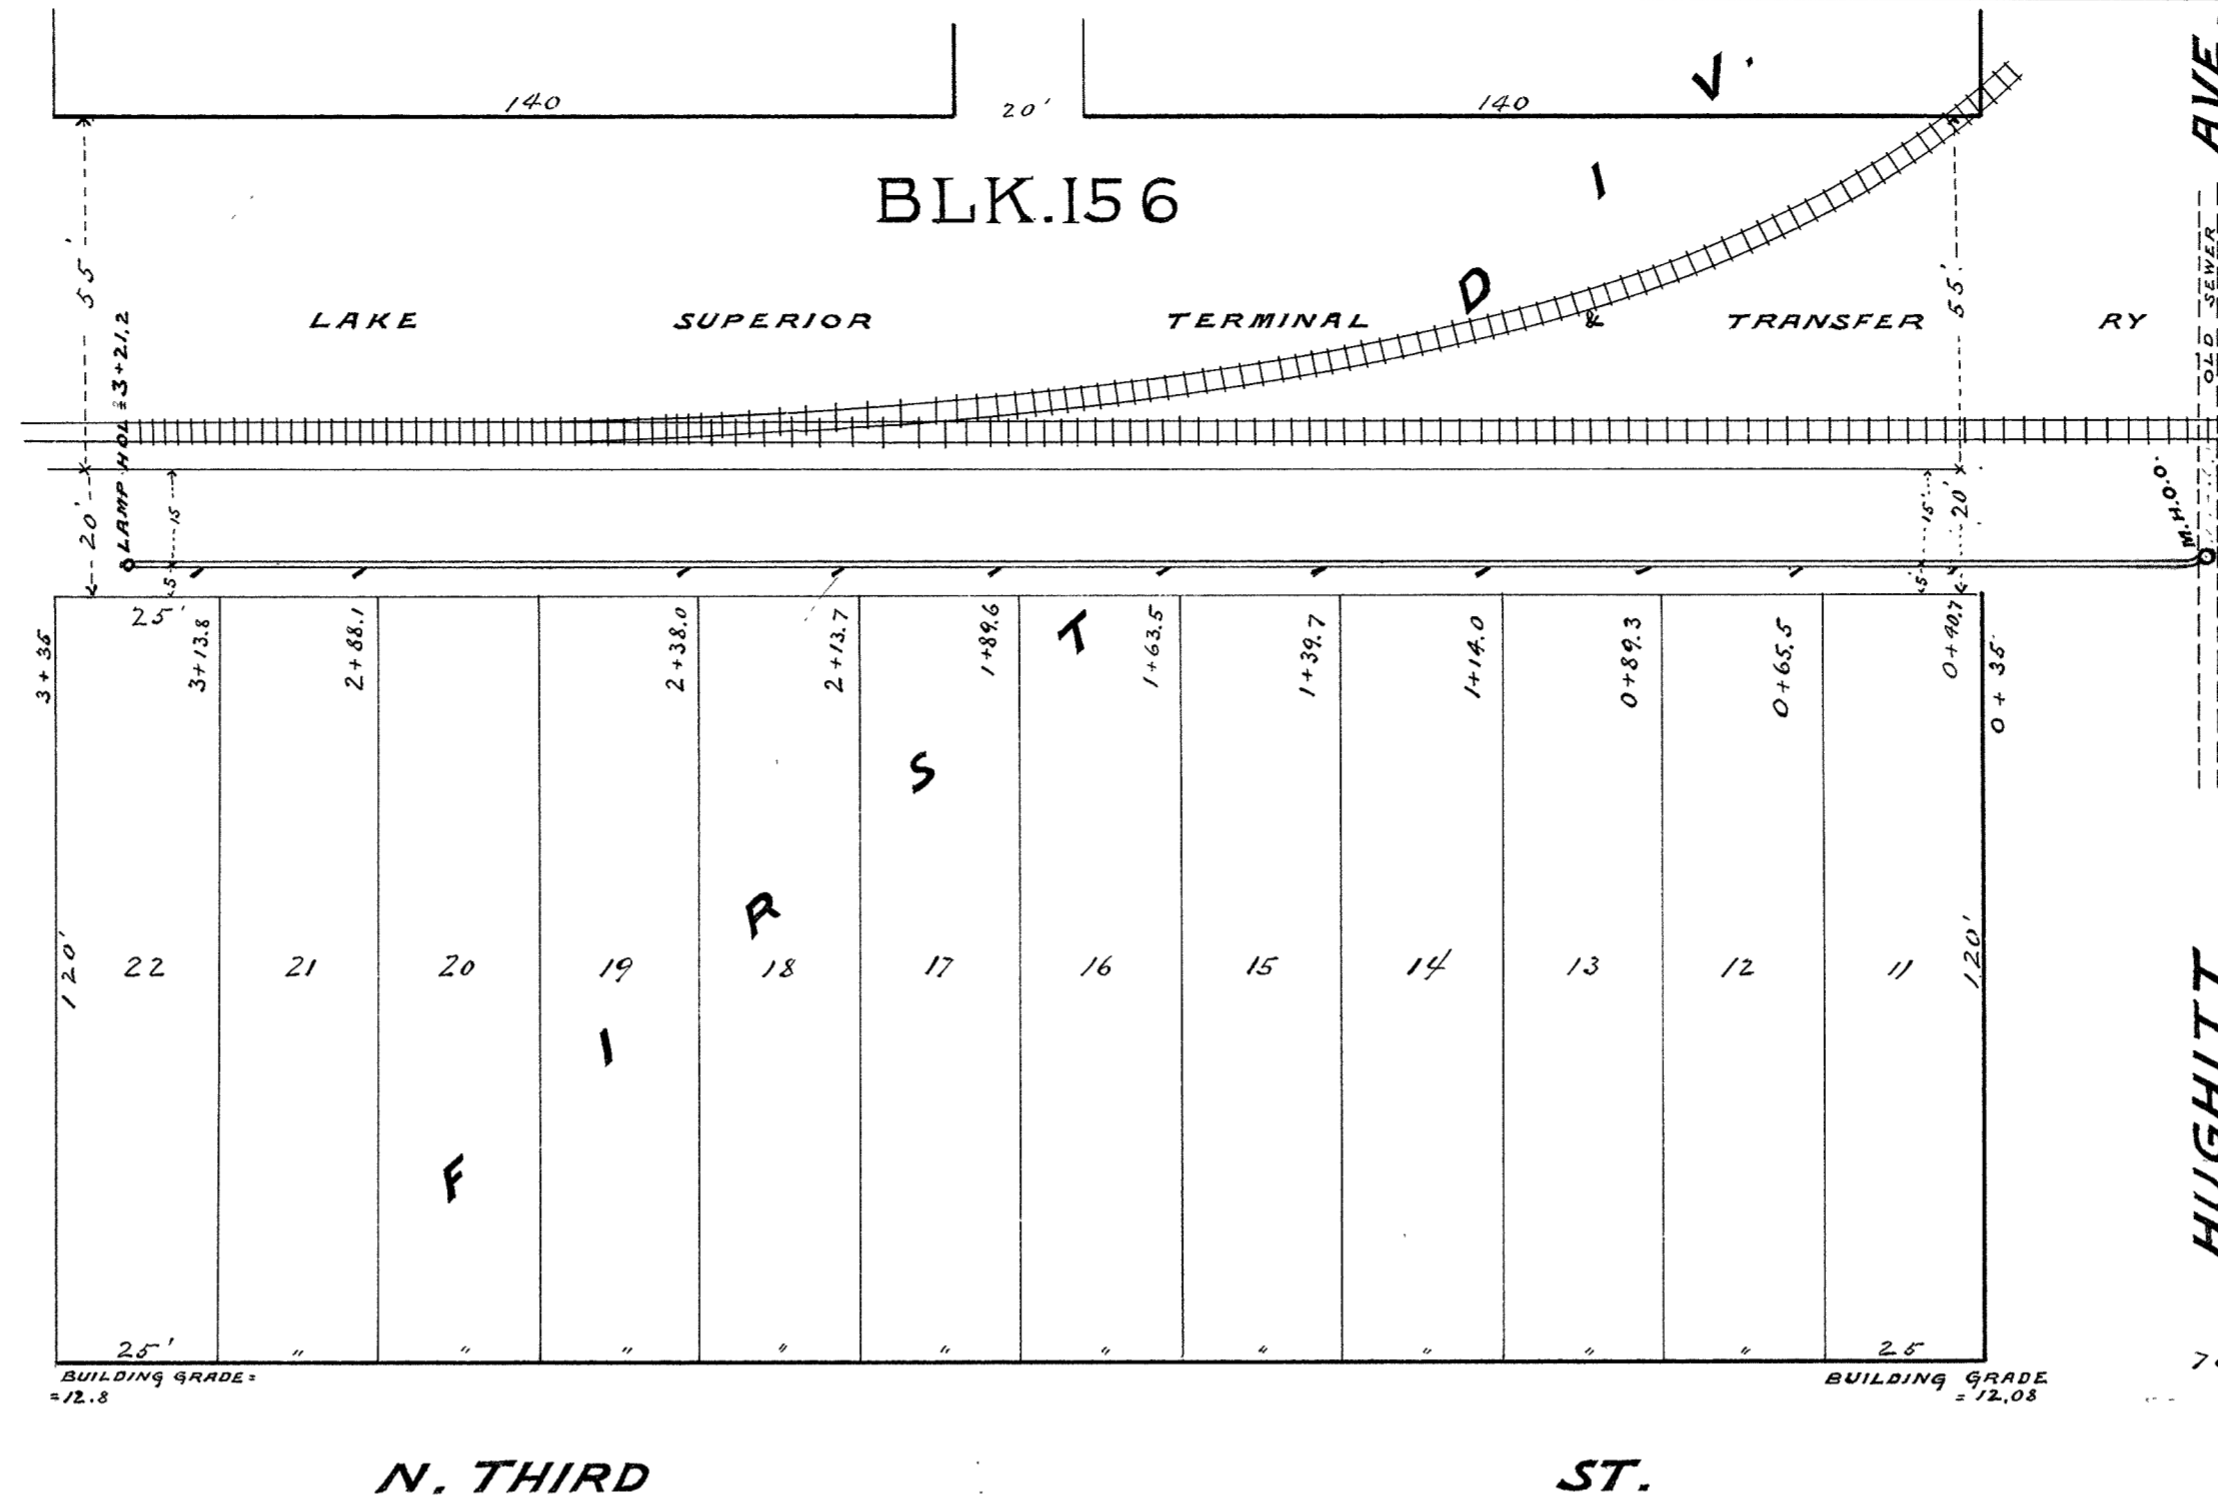 140
20'
140
V.
AVE.
BLK.156
I
55'
D
55'
OLD SEWER
LAKE SUPERIOR TERMINAL & TRANSFER RY
LAMP HOLE 3+21.2
20'
15'
5'
15'
20'
5'
M.H.O.O.
25'
3+35
3+13.8
2+88.1
2+38.0
2+13.7
1+89.6
T
1+63.5
1+39.7
1+14.0
0+89.3
0+65.5
0+40.7
0+35
S
R
120'
22 21 20 19 18 17 16 15 14 13 12 11
120'
I
F
HUGHITT
25' " " " " " " " " " " 25
BUILDING GRADE =
= 12.8
BUILDING GRADE
= 12.08
N. THIRD ST.